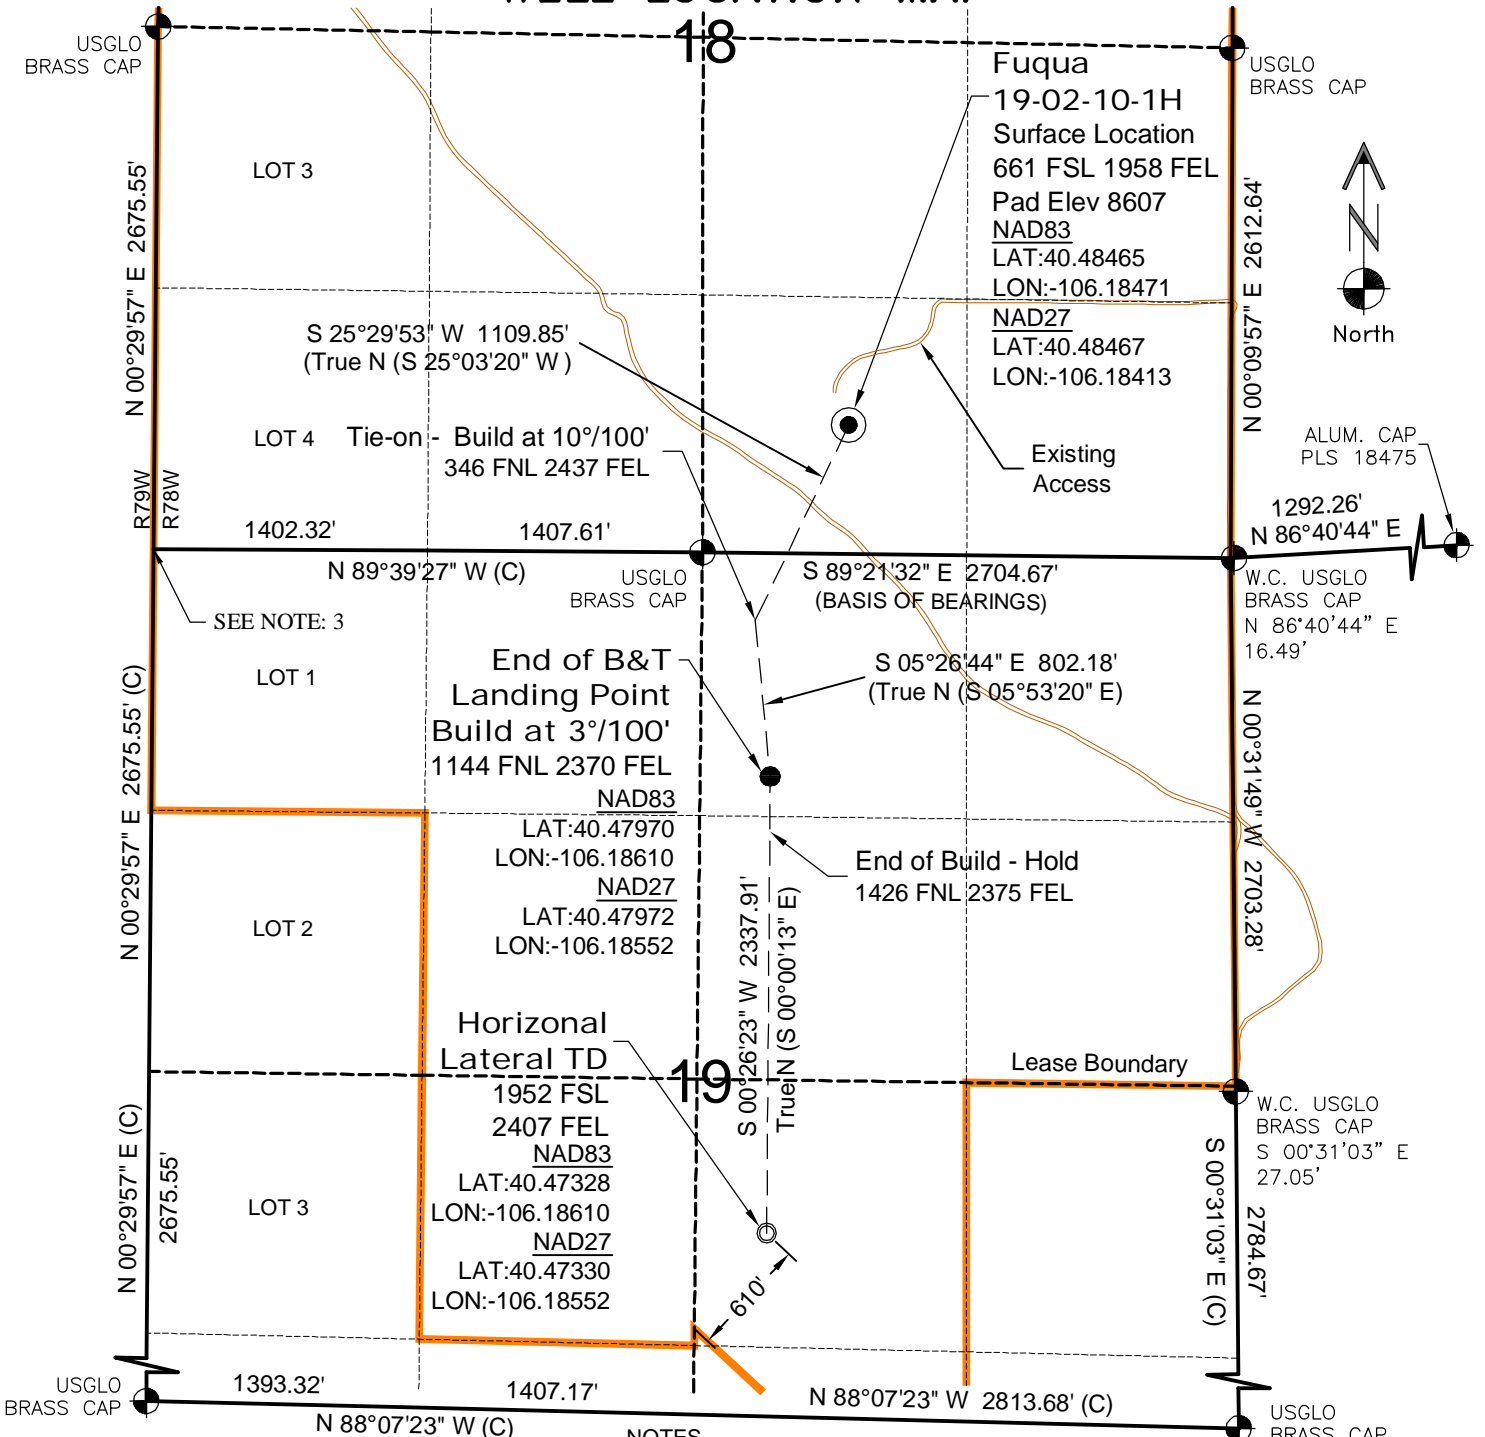 WELL LOCATION MAP
18
USGLO
BRASS CAP
USGLO
BRASS CAP
Fuqua
19-02-10-1H
Surface Location
661 FSL 1958 FEL
Pad Elev 8607
NAD83
LAT:40.48465
LON:-106.18471
NAD27
LAT:40.48467
LON:-106.18413
N
North
LOT 3
N 00°29'57" E 2675.55'
N 00°09'57" E 2612.64'
S 25°29'53" W 1109.85'
(True N (S 25°03'20" W )
LOT 4
Tie-on - Build at 10°/100'
346 FNL 2437 FEL
Existing
Access
ALUM. CAP
PLS 18475
R79W
R78W
1402.32'
1407.61'
1292.26'
N 86°40'44" E
N 89°39'27" W (C)
USGLO
BRASS CAP
S 89°21'32" E 2704.67'
(BASIS OF BEARINGS)
W.C. USGLO
BRASS CAP
N 86°40'44" E
16.49'
SEE NOTE: 3
LOT 1
End of B&T
Landing Point
Build at 3°/100'
1144 FNL 2370 FEL
NAD83
LAT:40.47970
LON:-106.18610
NAD27
LAT:40.47972
LON:-106.18552
S 05°26'44" E 802.18'
(True N (S 05°53'20" E)
N 00°29'57" E 2675.55' (C)
N 00°31'49" W 2703.28'
End of Build - Hold
1426 FNL 2375 FEL
LOT 2
S 00°26'23" W 2337.91'
True N (S 00°00'13" E)
Horizonal
Lateral TD
1952 FSL
2407 FEL
NAD83
LAT:40.47328
LON:-106.18610
NAD27
LAT:40.47330
LON:-106.18552
19
Lease Boundary
W.C. USGLO
BRASS CAP
S 00°31'03" E
27.05'
N 00°29'57" E (C)
2675.55'
LOT 3
S 00°31'03" E (C)
2784.67'
610'
USGLO
BRASS CAP
1393.32'
1407.17'
N 88°07'23" W 2813.68' (C)
N 88°07'23" W (C)
NOTES
USGLO
BRASS CAP